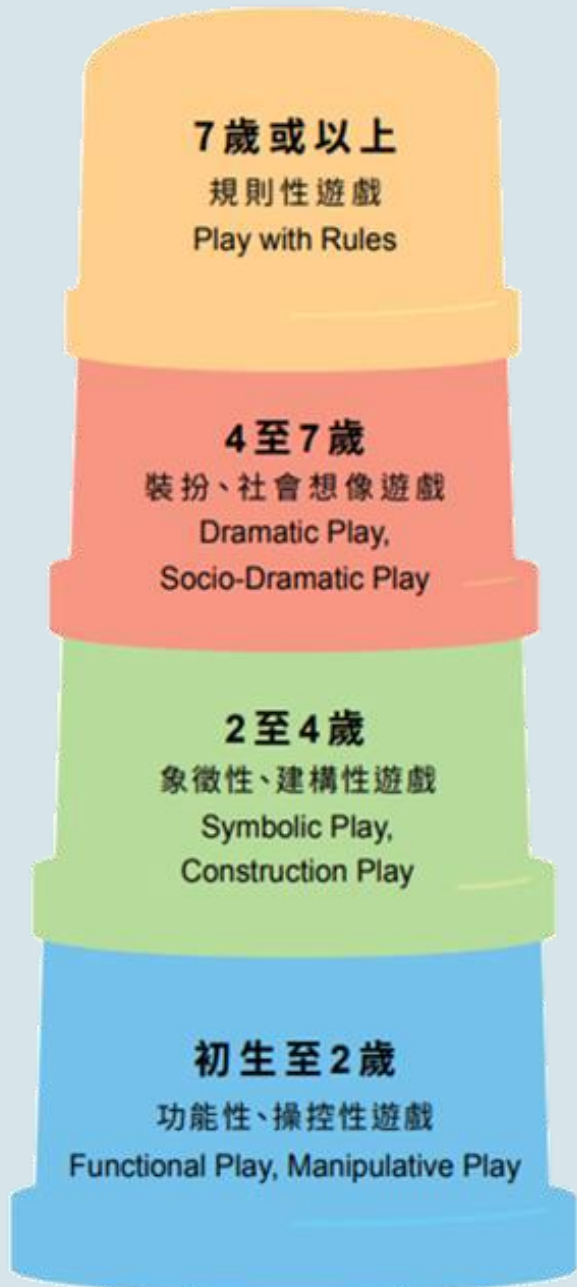 7歲或以上
規則性遊戲
Play with Rules
4至7歲
裝扮、社會想像遊戲
Dramatic Play,
Socio-Dramatic Play
2至4歲
象徵性、建構性遊戲
Symbolic Play,
Construction Play
初生至2歲
功能性、操控性遊戲
Functional Play, Manipulative Play